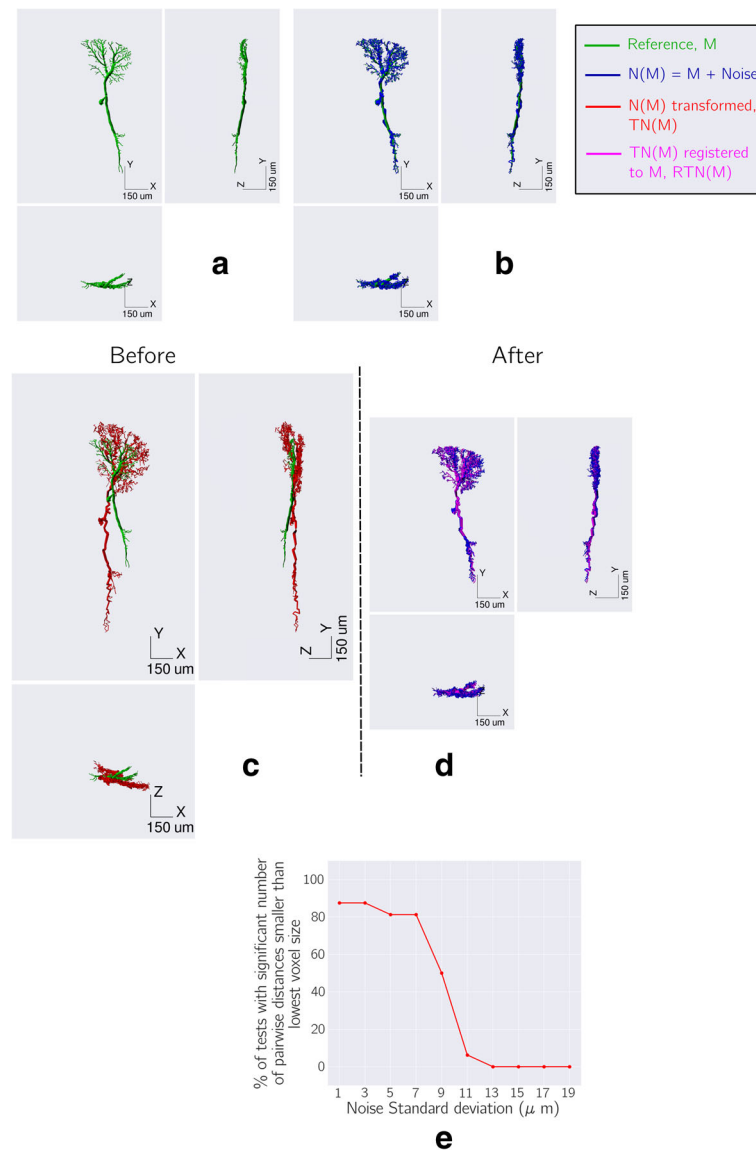 Y
X
150 um
Y
Z
150 um
Z
X
150 um
a
Y
X
150 um
Y
Z
150 um
X
150 um
b
Reference, M
N(M) = M + Noise
N(M) transformed,
TN(M)
TN(M) registered
to M, RTN(M)
Before
After
Y
X
150 um
Y
Z
150 um
Z
X
150 um
c
Y
X
150 um
Y
Z
150 um
X
150 um
d
% of tests with significant number
of pairwise distances smaller than
lowest voxel size
100
80
60
40
20
0
1 3 5 7 9 11 13 15 17 19
Noise Standard deviation (μ m)
e